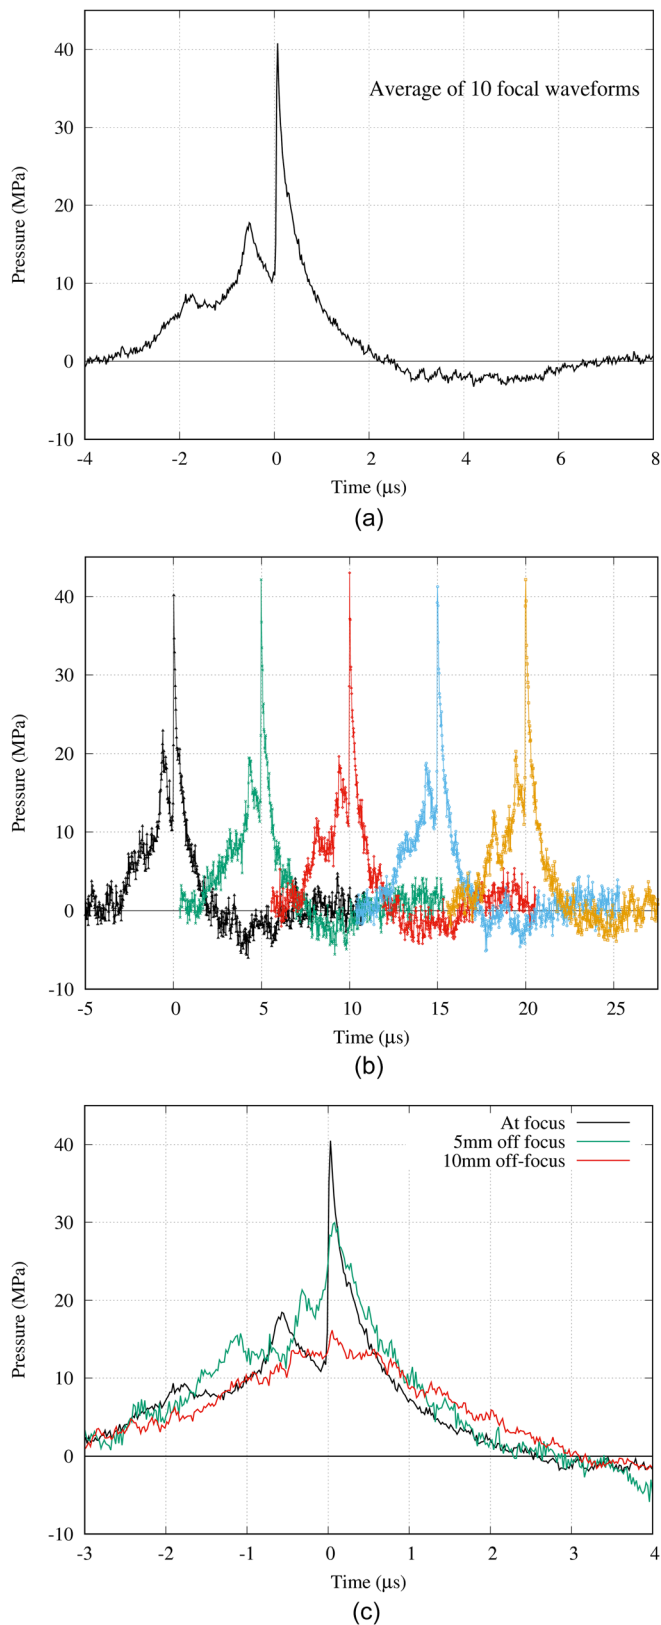 40
30
20
10
0
-10
Pressure (MPa)
Average of 10 focal waveforms
-4 -2 0 2 4 6 8
Time (μs)
(a)
40
30
20
10
0
-10
Pressure (MPa)
-5 0 5 10 15 20 25
Time (μs)
(b)
40
30
20
10
0
-10
Pressure (MPa)
At focus
5mm off focus
10mm off-focus
-3 -2 -1 0 1 2 3 4
Time (μs)
(c)